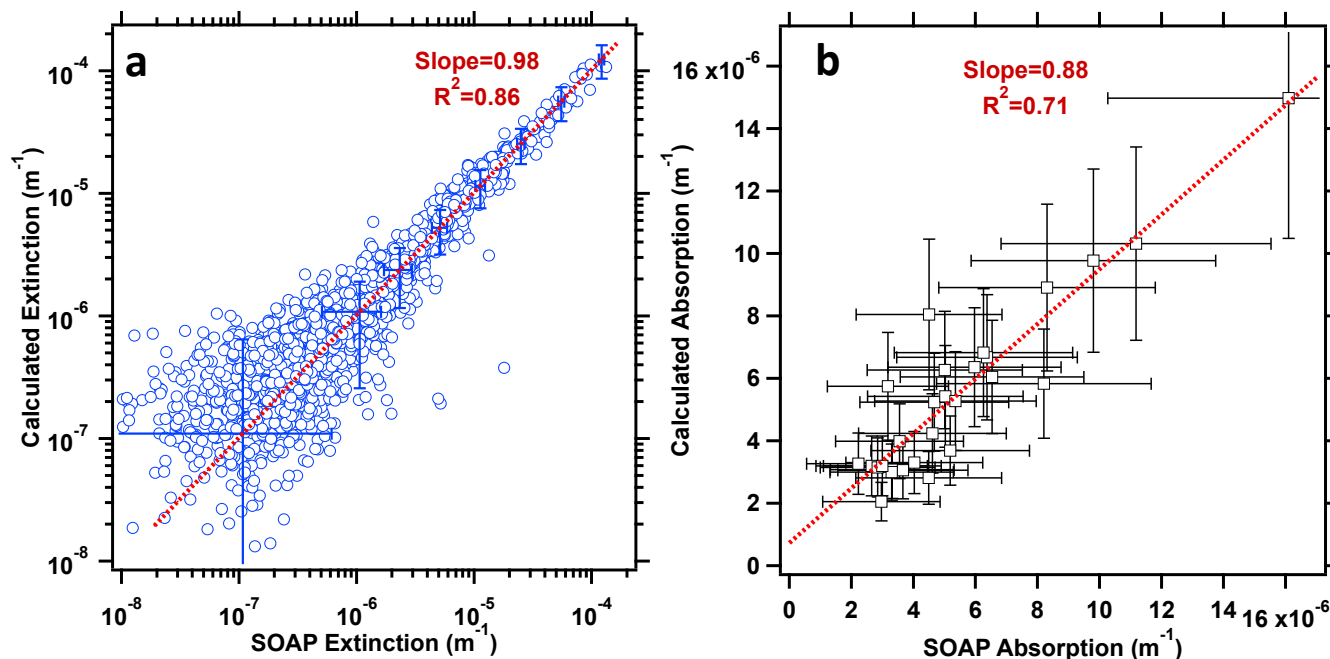 a
Slope=0.98
R²=0.86
Calculated Extinction (m⁻¹)
10⁻⁴
10⁻⁵
10⁻⁶
10⁻⁷
10⁻⁸
10⁻⁸ 10⁻⁷ 10⁻⁶ 10⁻⁵ 10⁻⁴
SOAP Extinction (m⁻¹)
b
Slope=0.88
R²=0.71
Calculated Absorption (m⁻¹)
16 x10⁻⁶
14
12
10
8
6
4
2
0
0 2 4 6 8 10 12 14 16 x10⁻⁶
SOAP Absorption (m⁻¹)